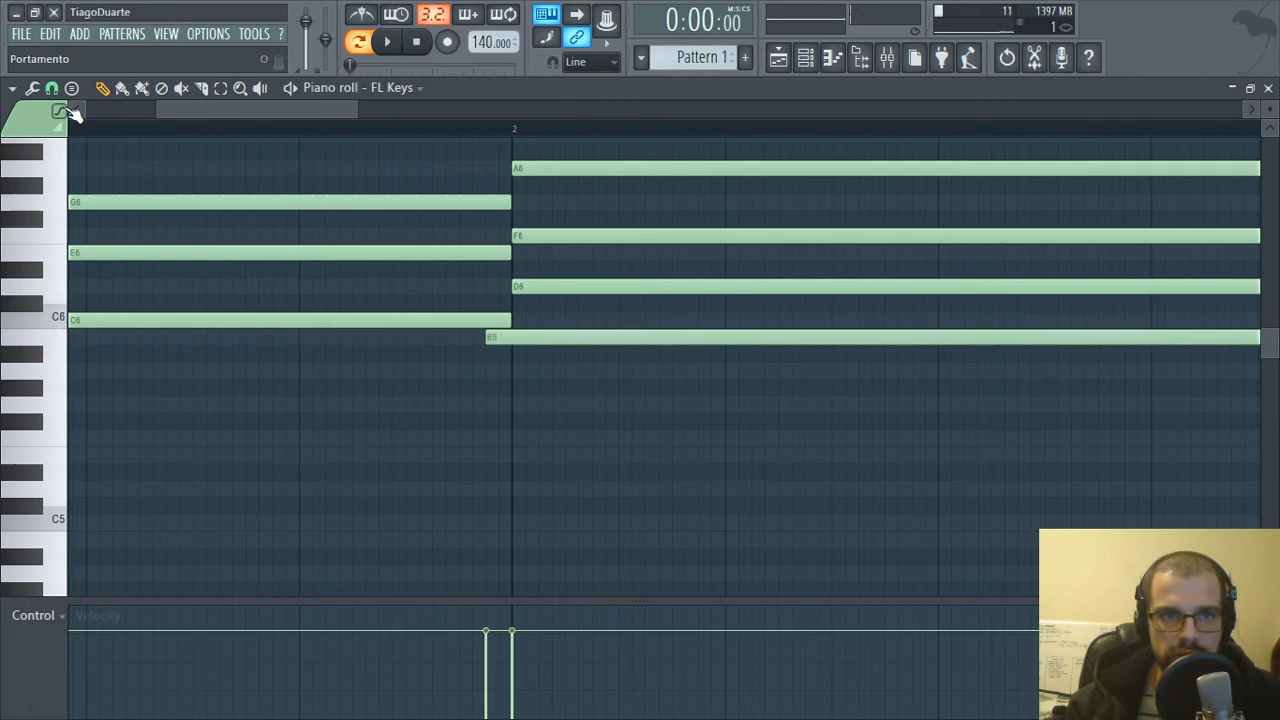 TiagoDuarte
FILE EDIT ADD PATTERNS VIEW OPTIONS TOOLS ?
Portamento
3.2.
140.000
0:00:00
M:S:CS
Line
Pattern 1
11
1397 MB
1
Piano roll - FL Keys
2
A6
G6
F6
E6
D6
C6
C6
B5
C5
Control
Velocity